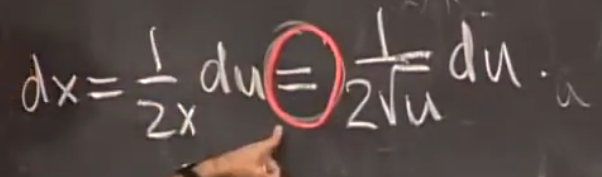 dx = 1/2x du = 1/2√u du.